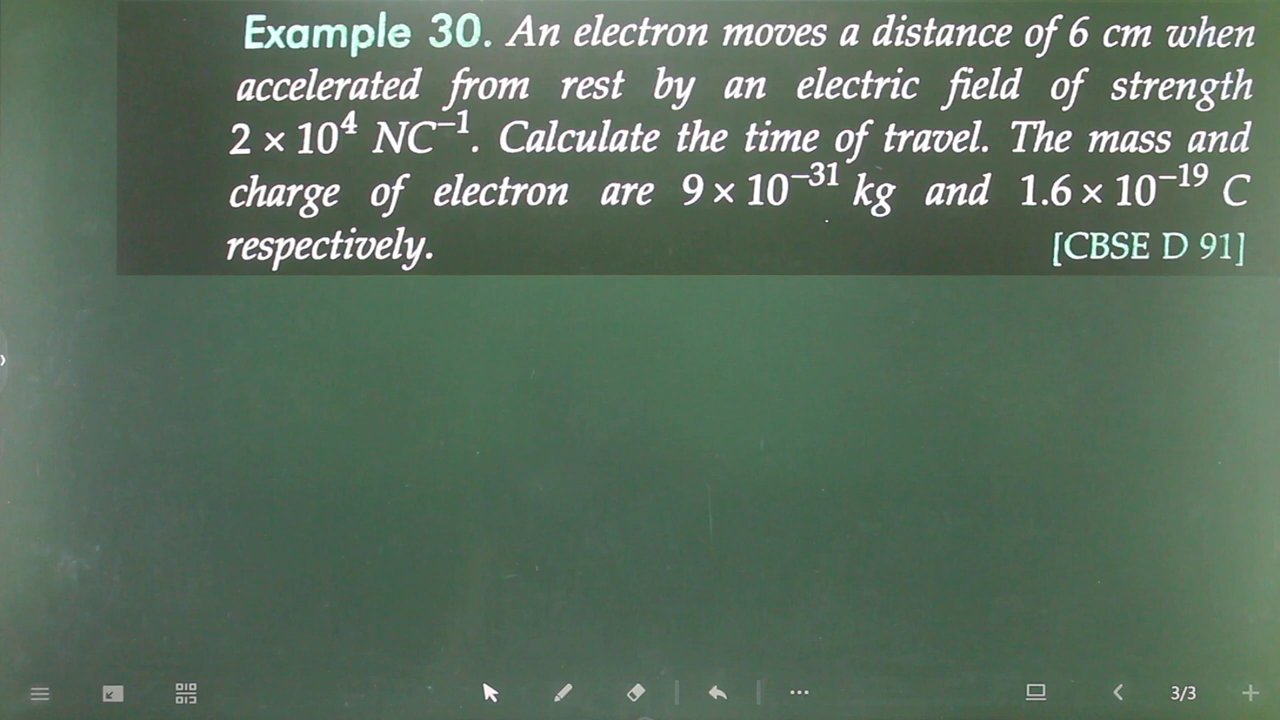 Example 30. An electron moves a distance of 6 cm when
accelerated from rest by an electric field of strength
2 × 10⁴ NC⁻¹. Calculate the time of travel. The mass and
charge of electron are 9 × 10⁻³¹ kg and 1.6 × 10⁻¹⁹ C
respectively. [CBSE D 91]
3/3